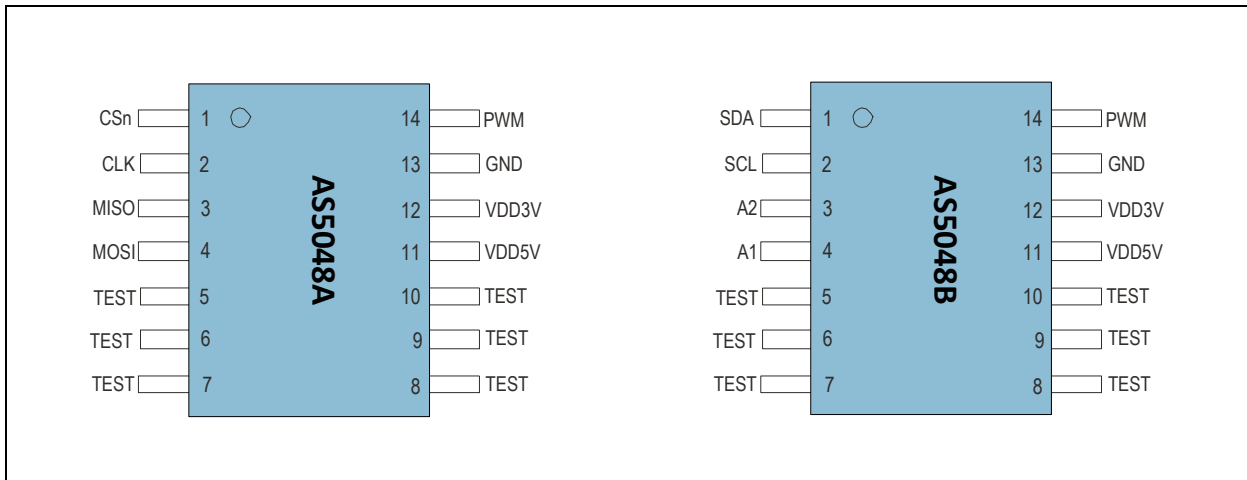 CSn 1 14 PWM
CLK 2 13 GND
MISO 3 12 VDD3V
MOSI 4 11 VDD5V
TEST 5 10 TEST
TEST 6 9 TEST
TEST 7 8 TEST
AS5048A
SDA 1 14 PWM
SCL 2 13 GND
A2 3 12 VDD3V
A1 4 11 VDD5V
TEST 5 10 TEST
TEST 6 9 TEST
TEST 7 8 TEST
AS5048B